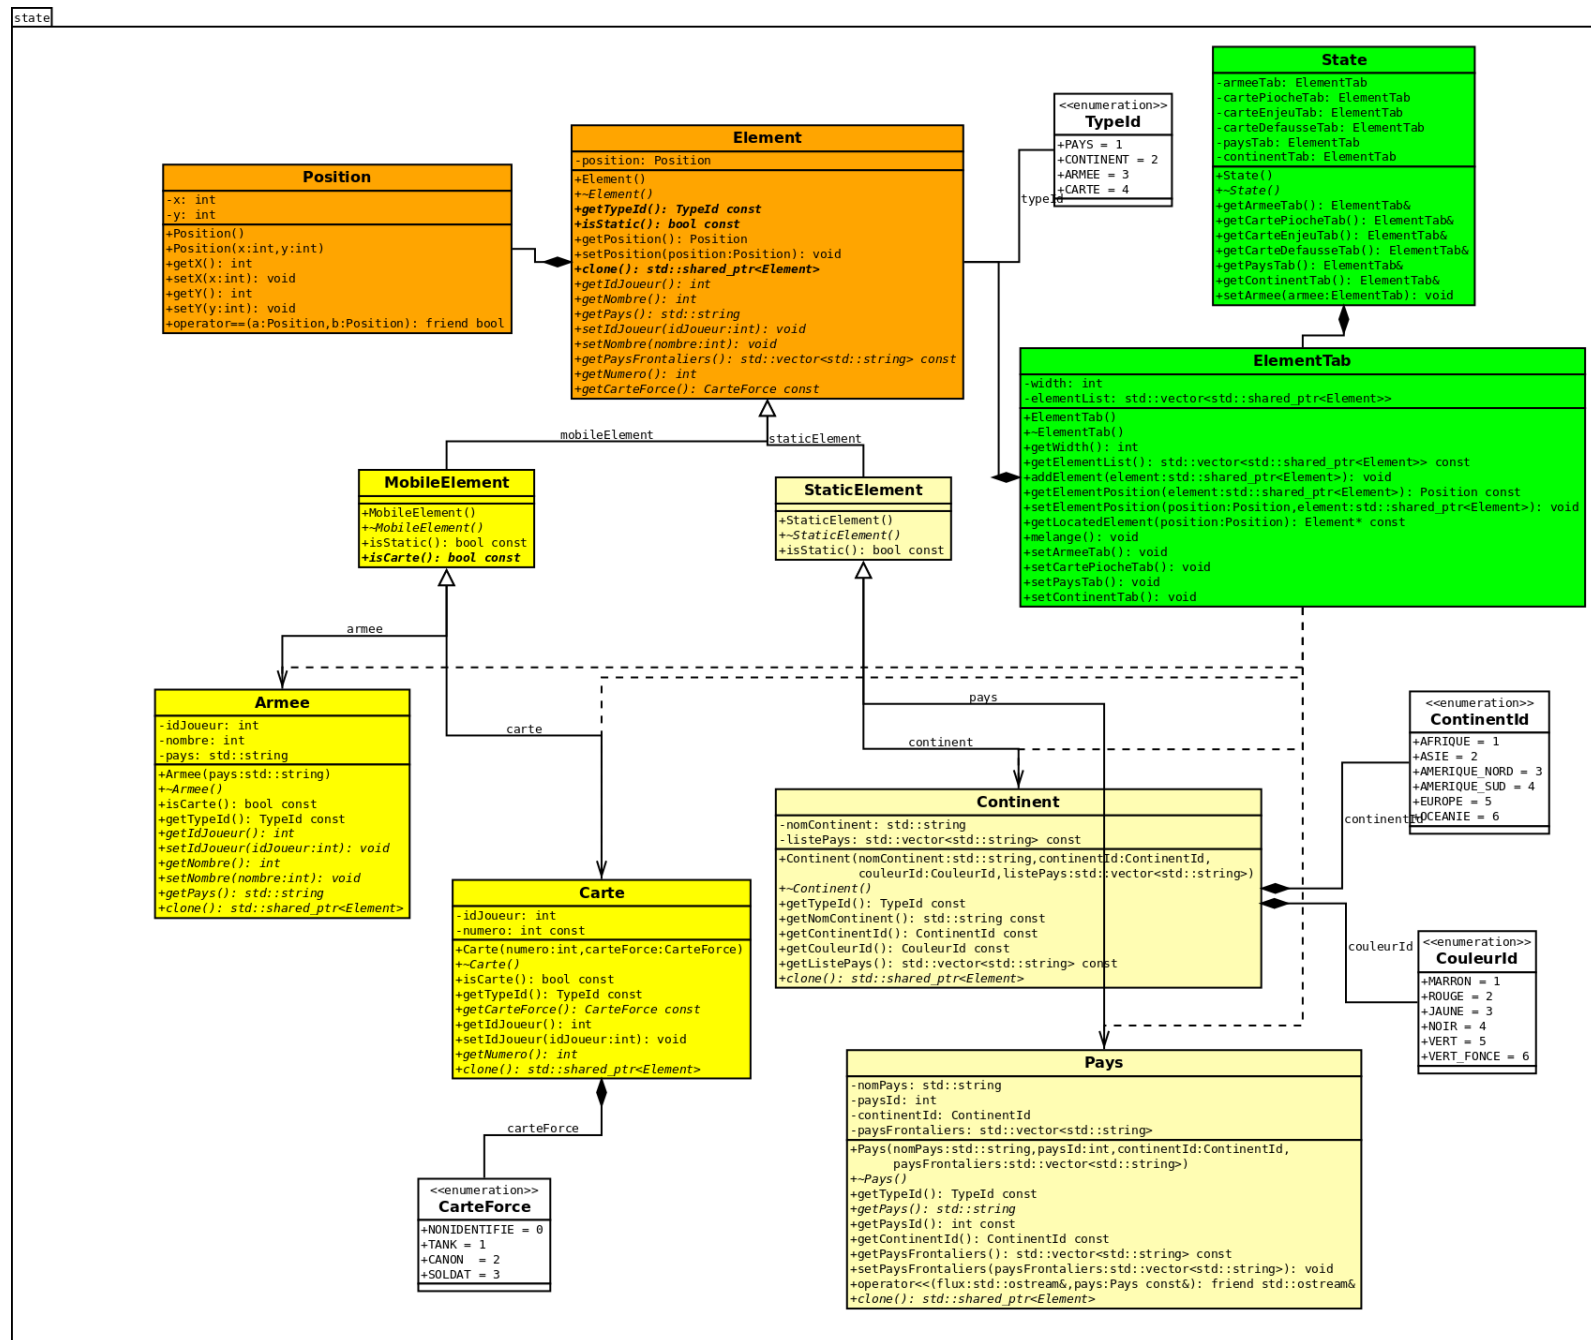 state
State
-armeeTab: ElementTab
-cartePiocheTab: ElementTab
-carteEnjeuTab: ElementTab
-carteDefausseTab: ElementTab
-paysTab: ElementTab
-continentTab: ElementTab
+State()
+~State()
+getArmeeTab(): ElementTab&
+getCartePiocheTab(): ElementTab&
+getCarteEnjeuTab(): ElementTab&
+getCarteDefausseTab(): ElementTab&
+getPaysTab(): ElementTab&
+getContinentTab(): ElementTab&
+setArmee(armee:ElementTab): void
<<enumeration>>
TypeId
+PAYS = 1
+CONTINENT = 2
+ARMEE = 3
+CARTE = 4
typeId
Element
-position: Position
+Element()
+~Element()
+getTypeId(): TypeId const
+isStatic(): bool const
+getPosition(): Position
+setPosition(position:Position): void
+clone(): std::shared_ptr<Element>
+getIdJoueur(): int
+getNombre(): int
+getPays(): std::string
+setIdJoueur(idJoueur:int): void
+setNombre(nombre:int): void
+getPaysFrontaliers(): std::vector<std::string> const
+getNumero(): int
+getCarteForce(): CarteForce const
Position
-x: int
-y: int
+Position()
+Position(x:int,y:int)
+getX(): int
+setX(x:int): void
+getY(): int
+setY(y:int): void
+operator==(a:Position,b:Position): friend bool
ElementTab
-width: int
-elementList: std::vector<std::shared_ptr<Element>>
+ElementTab()
+~ElementTab()
+getWidth(): int
+getElementList(): std::vector<std::shared_ptr<Element>> const
+addElement(element:std::shared_ptr<Element>): void
+getElementPosition(element:std::shared_ptr<Element>): Position const
+setElementPosition(position:Position,element:std::shared_ptr<Element>): void
+getLocatedElement(position:Position): Element* const
+melange(): void
+setArmeeTab(): void
+setCartePiocheTab(): void
+setPaysTab(): void
+setContinentTab(): void
mobileElement
staticElement
MobileElement
+MobileElement()
+~MobileElement()
+isStatic(): bool const
+isCarte(): bool const
StaticElement
+StaticElement()
+~StaticElement()
+isStatic(): bool const
armee
carte
pays
continent
Armee
-idJoueur: int
-nombre: int
-pays: std::string
+Armee(pays:std::string)
+~Armee()
+isCarte(): bool const
+getTypeId(): TypeId const
+getIdJoueur(): int
+setIdJoueur(idJoueur:int): void
+getNombre(): int
+setNombre(nombre:int): void
+getPays(): std::string
+clone(): std::shared_ptr<Element>
Carte
-idJoueur: int
-numero: int const
+Carte(numero:int,carteForce:CarteForce)
+~Carte()
+isCarte(): bool const
+getTypeId(): TypeId const
+getCarteForce(): CarteForce const
+getIdJoueur(): int
+setIdJoueur(idJoueur:int): void
+getNumero(): int
+clone(): std::shared_ptr<Element>
carteForce
<<enumeration>>
CarteForce
+NONIDENTIFIE = 0
+TANK = 1
+CANON  = 2
+SOLDAT = 3
Continent
-nomContinent: std::string
-listePays: std::vector<std::string> const
+Continent(nomContinent:std::string,continentId:ContinentId,
couleurId:CouleurId,listePays:std::vector<std::string>)
+~Continent()
+getTypeId(): TypeId const
+getNomContinent(): std::string const
+getContinentId(): ContinentId const
+getCouleurId(): CouleurId const
+getListePays(): std::vector<std::string> const
+clone(): std::shared_ptr<Element>
<<enumeration>>
ContinentId
+AFRIQUE = 1
+ASIE = 2
+AMERIQUE_NORD = 3
+AMERIQUE_SUD = 4
+EUROPE = 5
+OCEANIE = 6
continentId
couleurId
<<enumeration>>
CouleurId
+MARRON = 1
+ROUGE = 2
+JAUNE = 3
+NOIR = 4
+VERT = 5
+VERT_FONCE = 6
Pays
-nomPays: std::string
-paysId: int
-continentId: ContinentId
-paysFrontaliers: std::vector<std::string>
+Pays(nomPays:std::string,paysId:int,continentId:ContinentId,
paysFrontaliers:std::vector<std::string>)
+~Pays()
+getTypeId(): TypeId const
+getPays(): std::string
+getPaysId(): int const
+getContinentId(): ContinentId const
+getPaysFrontaliers(): std::vector<std::string> const
+setPaysFrontaliers(paysFrontaliers:std::vector<std::string>): void
+operator<<(flux:std::ostream&,pays:Pays const&): friend std::ostream&
+clone(): std::shared_ptr<Element>